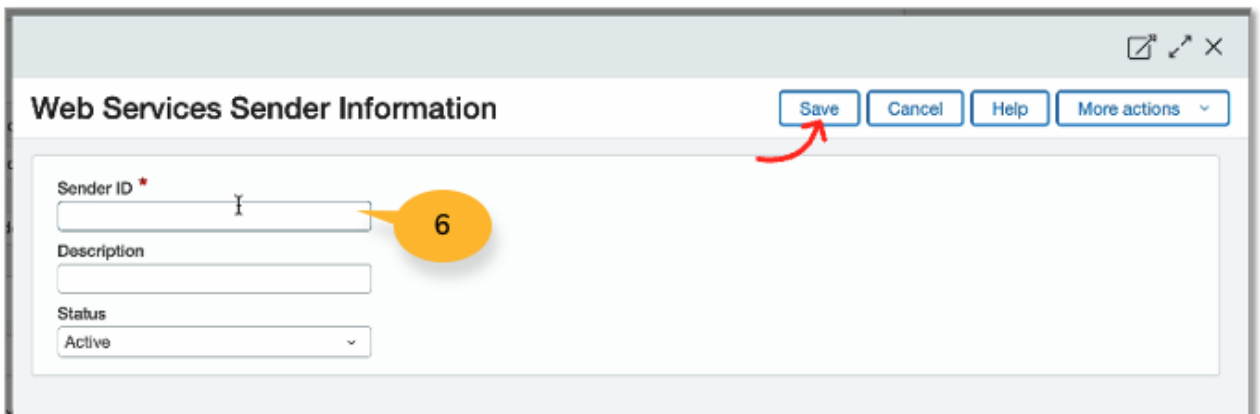 Web Services Sender Information
Save Cancel Help More actions
Sender ID *
6
Description
Status
Active